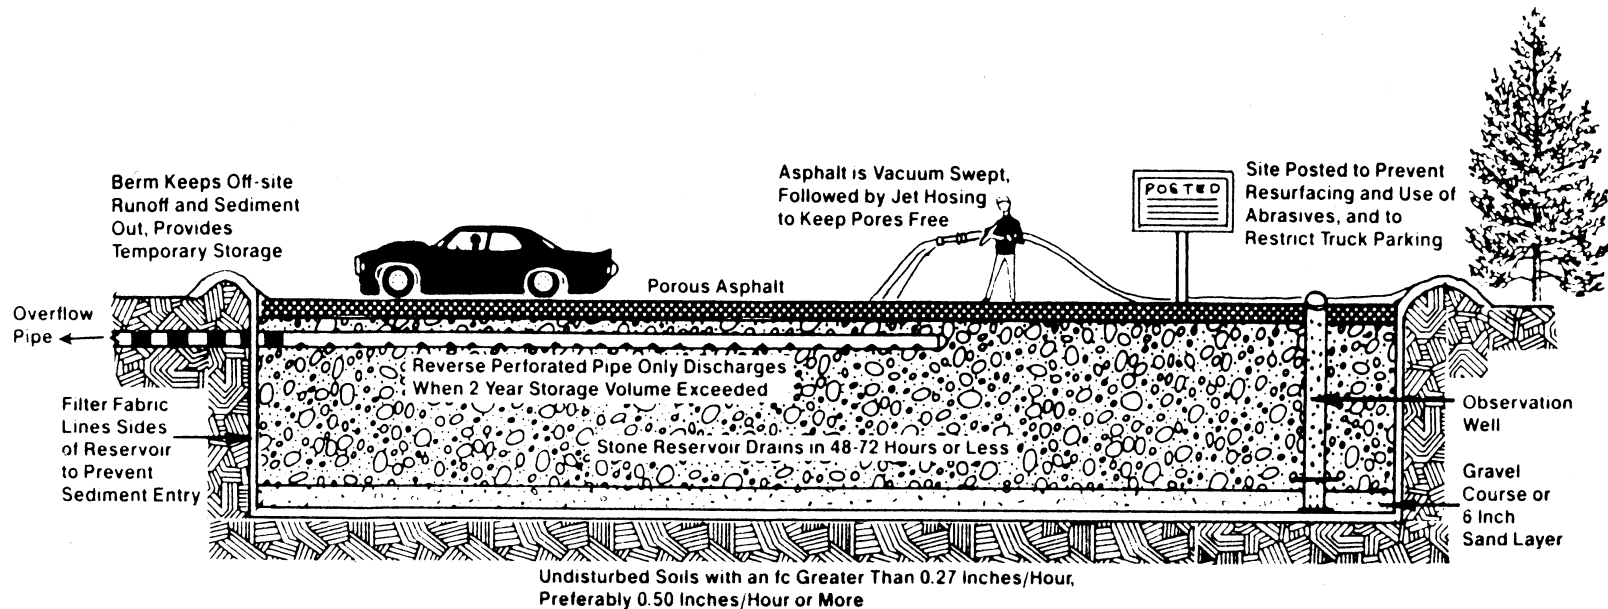 Berm Keeps Off-site
Runoff and Sediment
Out, Provides
Temporary Storage
Asphalt is Vacuum Swept,
Followed by Jet Hosing
to Keep Pores Free
POSTED
Site Posted to Prevent
Resurfacing and Use of
Abrasives, and to
Restrict Truck Parking
Porous Asphalt
Overflow
Pipe
Reverse Perforated Pipe Only Discharges
When 2 Year Storage Volume Exceeded
Filter Fabric
Lines Sides
of Reservoir
to Prevent
Sediment Entry
Stone Reservoir Drains in 48-72 Hours or Less
Observation
Well
Gravel
Course or
6 Inch
Sand Layer
Undisturbed Soils with an fc Greater Than 0.27 Inches/Hour,
Preferably 0.50 Inches/Hour or More